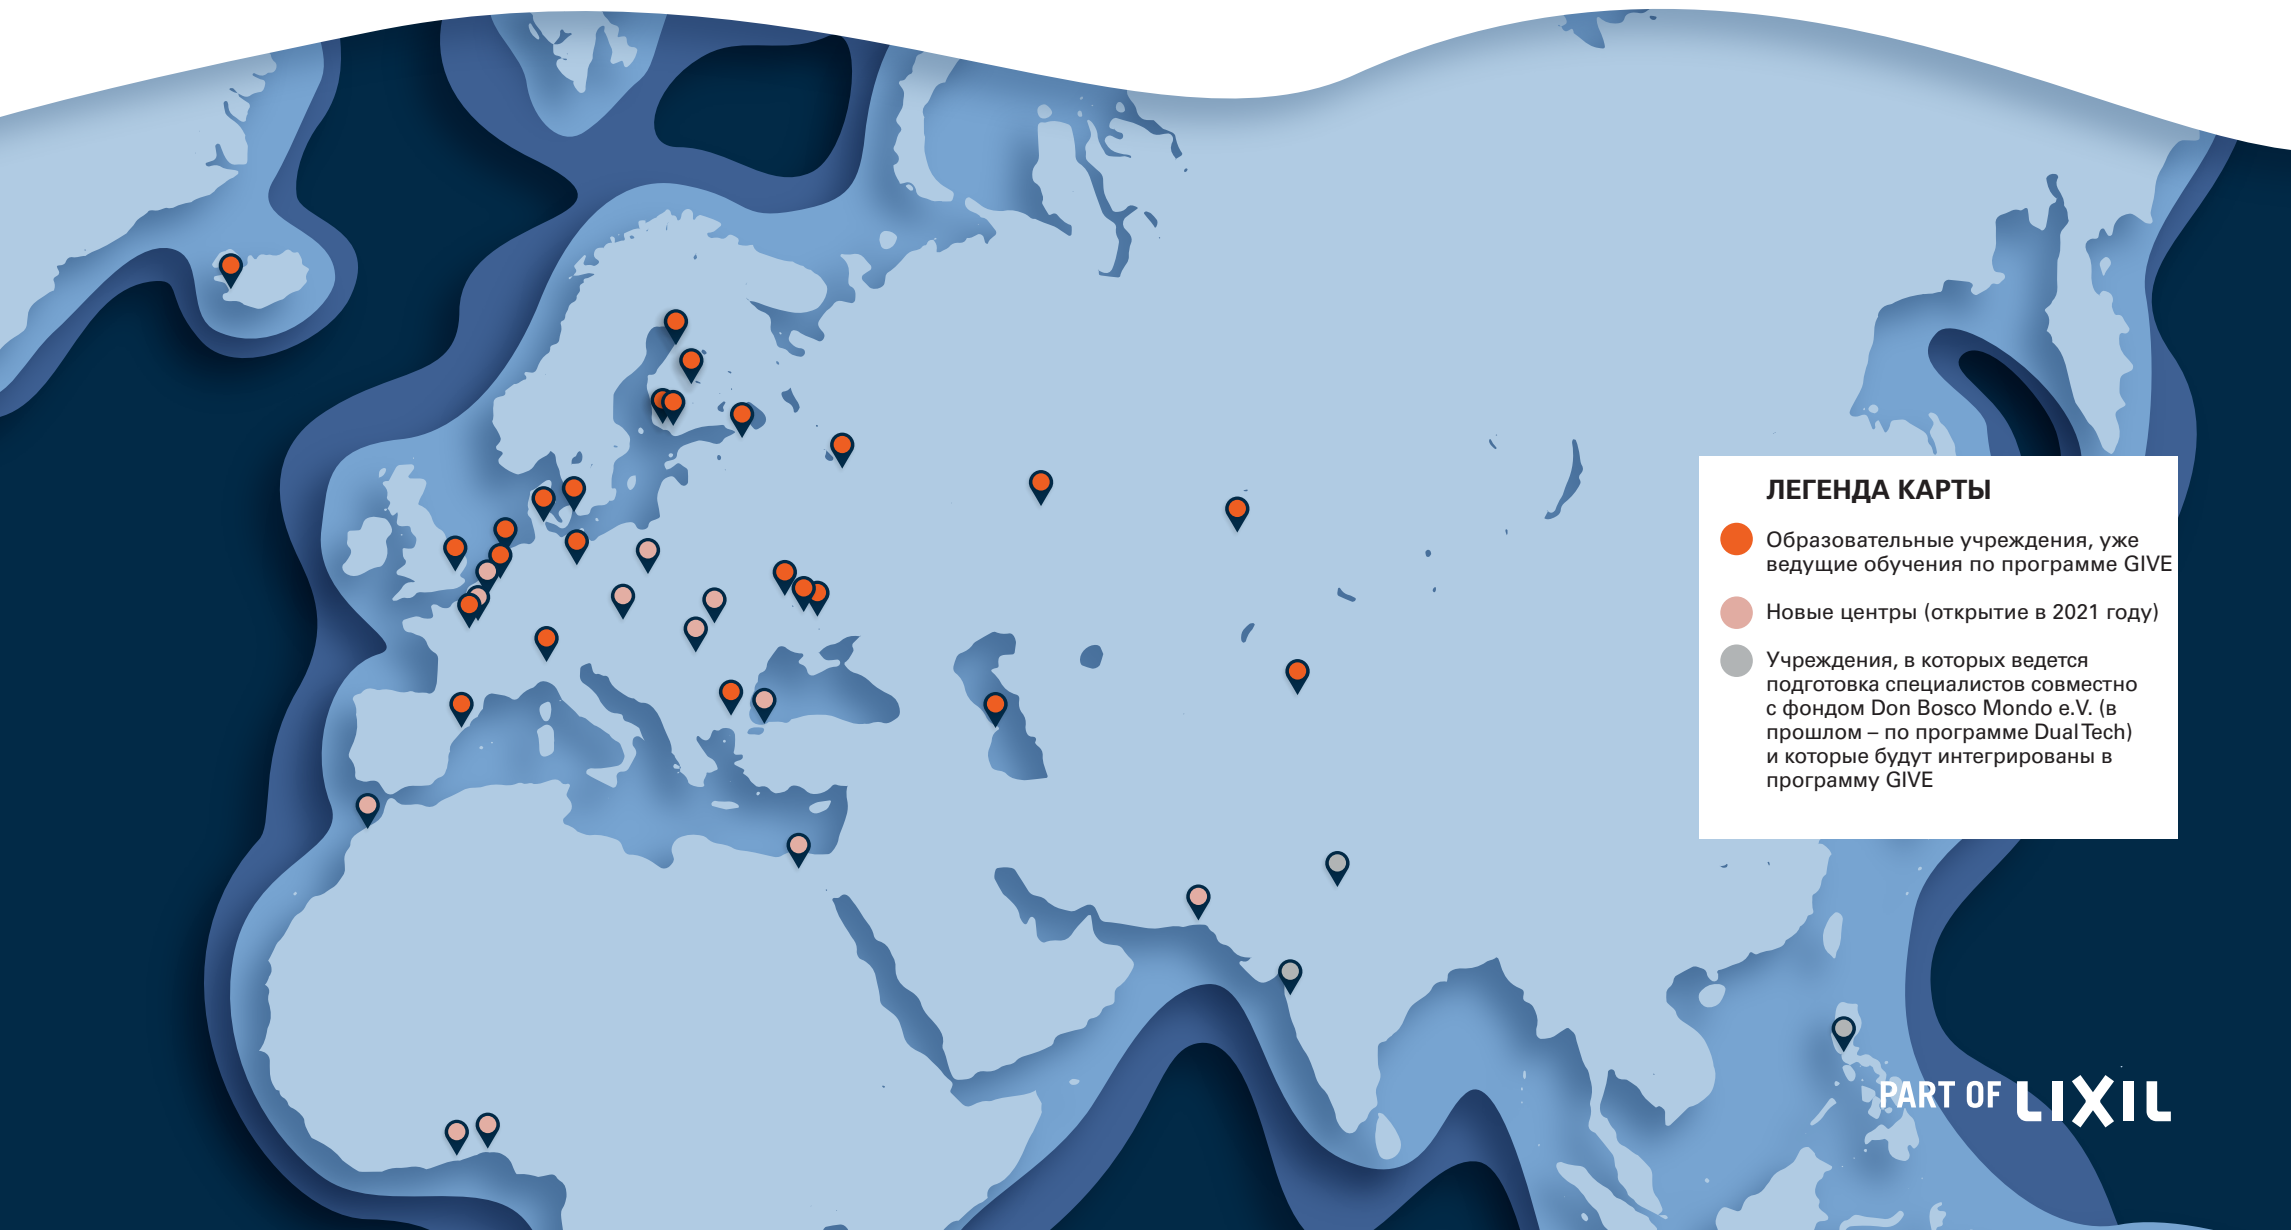 ЛЕГЕНДА КАРТЫ
Образовательные учреждения, уже
ведущие обучения по программе GIVE
Новые центры (открытие в 2021 году)
Учреждения, в которых ведется
подготовка специалистов совместно
с фондом Don Bosco Mondo e.V. (в
прошлом – по программе Dual Tech)
и которые будут интегрированы в
программу GIVE
PART OF LIXIL